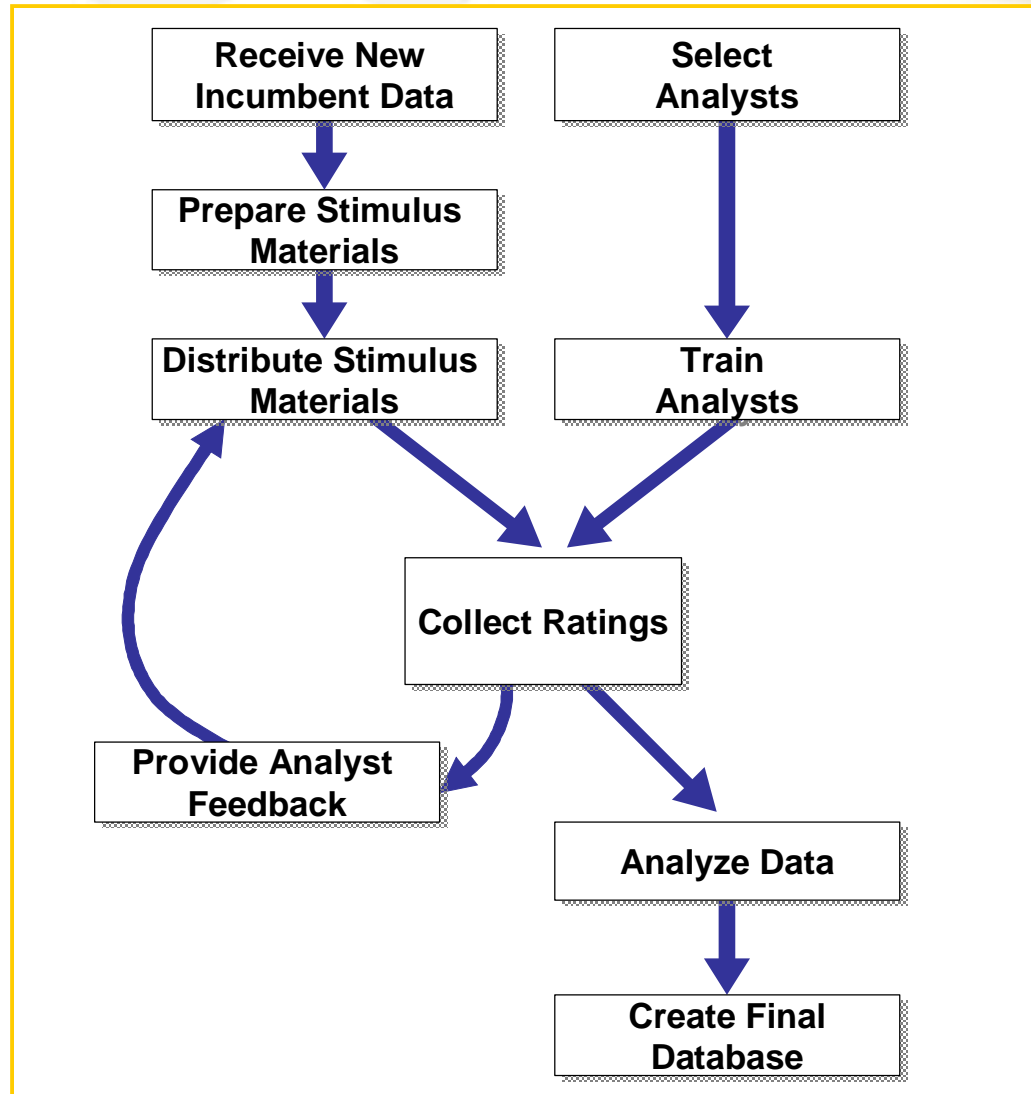 Receive New
Incumbent Data
Select
Analysts
Prepare Stimulus
Materials
Distribute Stimulus
Materials
Train
Analysts
Collect Ratings
Provide Analyst
Feedback
Analyze Data
Create Final
Database